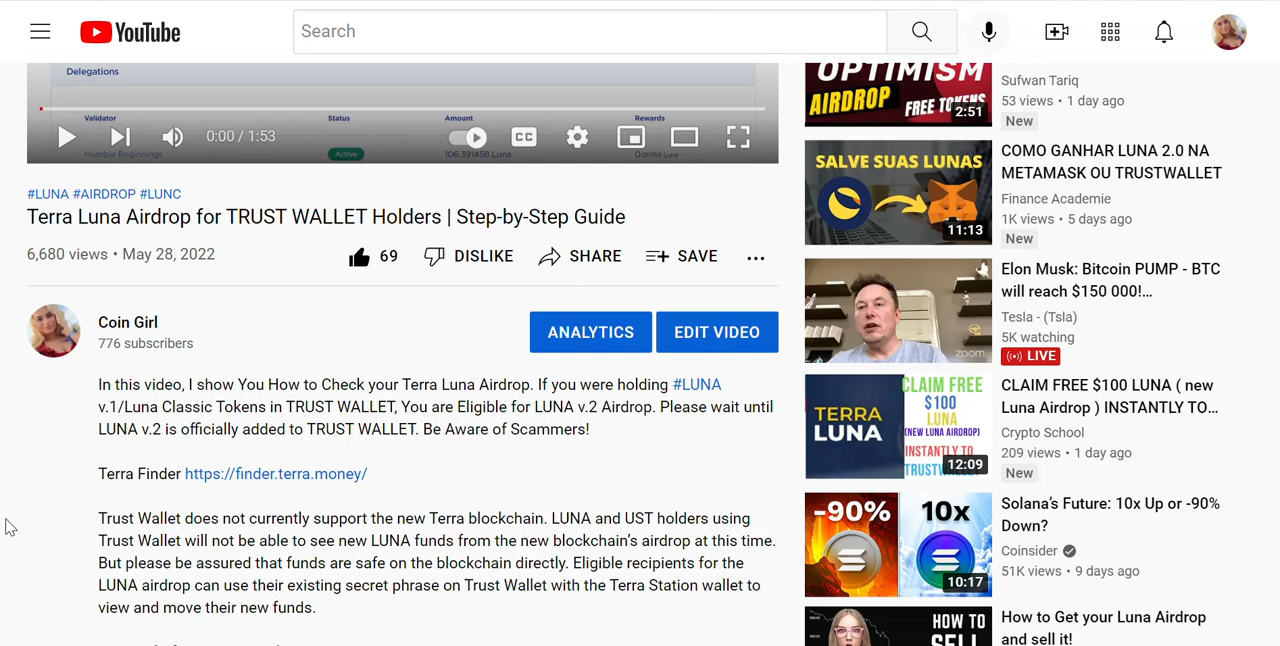 YouTube
Search
Delegations
Validator
Status
Amount
Rewards
0:00 / 1:53
CC
Humble Beginnings
Active
106.391458 Luna
0.011766 Luna
#LUNA #AIRDROP #LUNC
Terra Luna Airdrop for TRUST WALLET Holders | Step-by-Step Guide
6,680 views • May 28, 2022
69
DISLIKE
SHARE
SAVE
Coin Girl
776 subscribers
ANALYTICS
EDIT VIDEO
In this video, I show You How to Check your Terra Luna Airdrop. If you were holding #LUNA
v.1/Luna Classic Tokens in TRUST WALLET, You are Eligible for LUNA v.2 Airdrop. Please wait until
LUNA v.2 is officially added to TRUST WALLET. Be Aware of Scammers!
Terra Finder https://finder.terra.money/
Trust Wallet does not currently support the new Terra blockchain. LUNA and UST holders using
Trust Wallet will not be able to see new LUNA funds from the new blockchain's airdrop at this time.
But please be assured that funds are safe on the blockchain directly. Eligible recipients for the
LUNA airdrop can use their existing secret phrase on Trust Wallet with the Terra Station wallet to
view and move their new funds.
OPTIMISM
AIRDROP
FREE TOKENS
2:51
Sufwan Tariq
53 views • 1 day ago
New
SALVE SUAS LUNAS
11:13
COMO GANHAR LUNA 2.0 NA
METAMASK OU TRUSTWALLET
Finance Academie
1K views • 5 days ago
New
zoom
Elon Musk: Bitcoin PUMP - BTC
will reach $150 000!...
Tesla - (Tsla)
5K watching
LIVE
TERRA
LUNA
CLAIM FREE
$100
LUNA
(NEW LUNA AIRDROP)
INSTANTLY TO
12:09
CLAIM FREE $100 LUNA ( new
Luna Airdrop ) INSTANTLY TO...
Crypto School
209 views • 1 day ago
New
-90%
10x
10:17
Solana's Future: 10x Up or -90%
Down?
Coinsider
51K views • 9 days ago
HOW TO
SELL
How to Get your Luna Airdrop
and sell it!